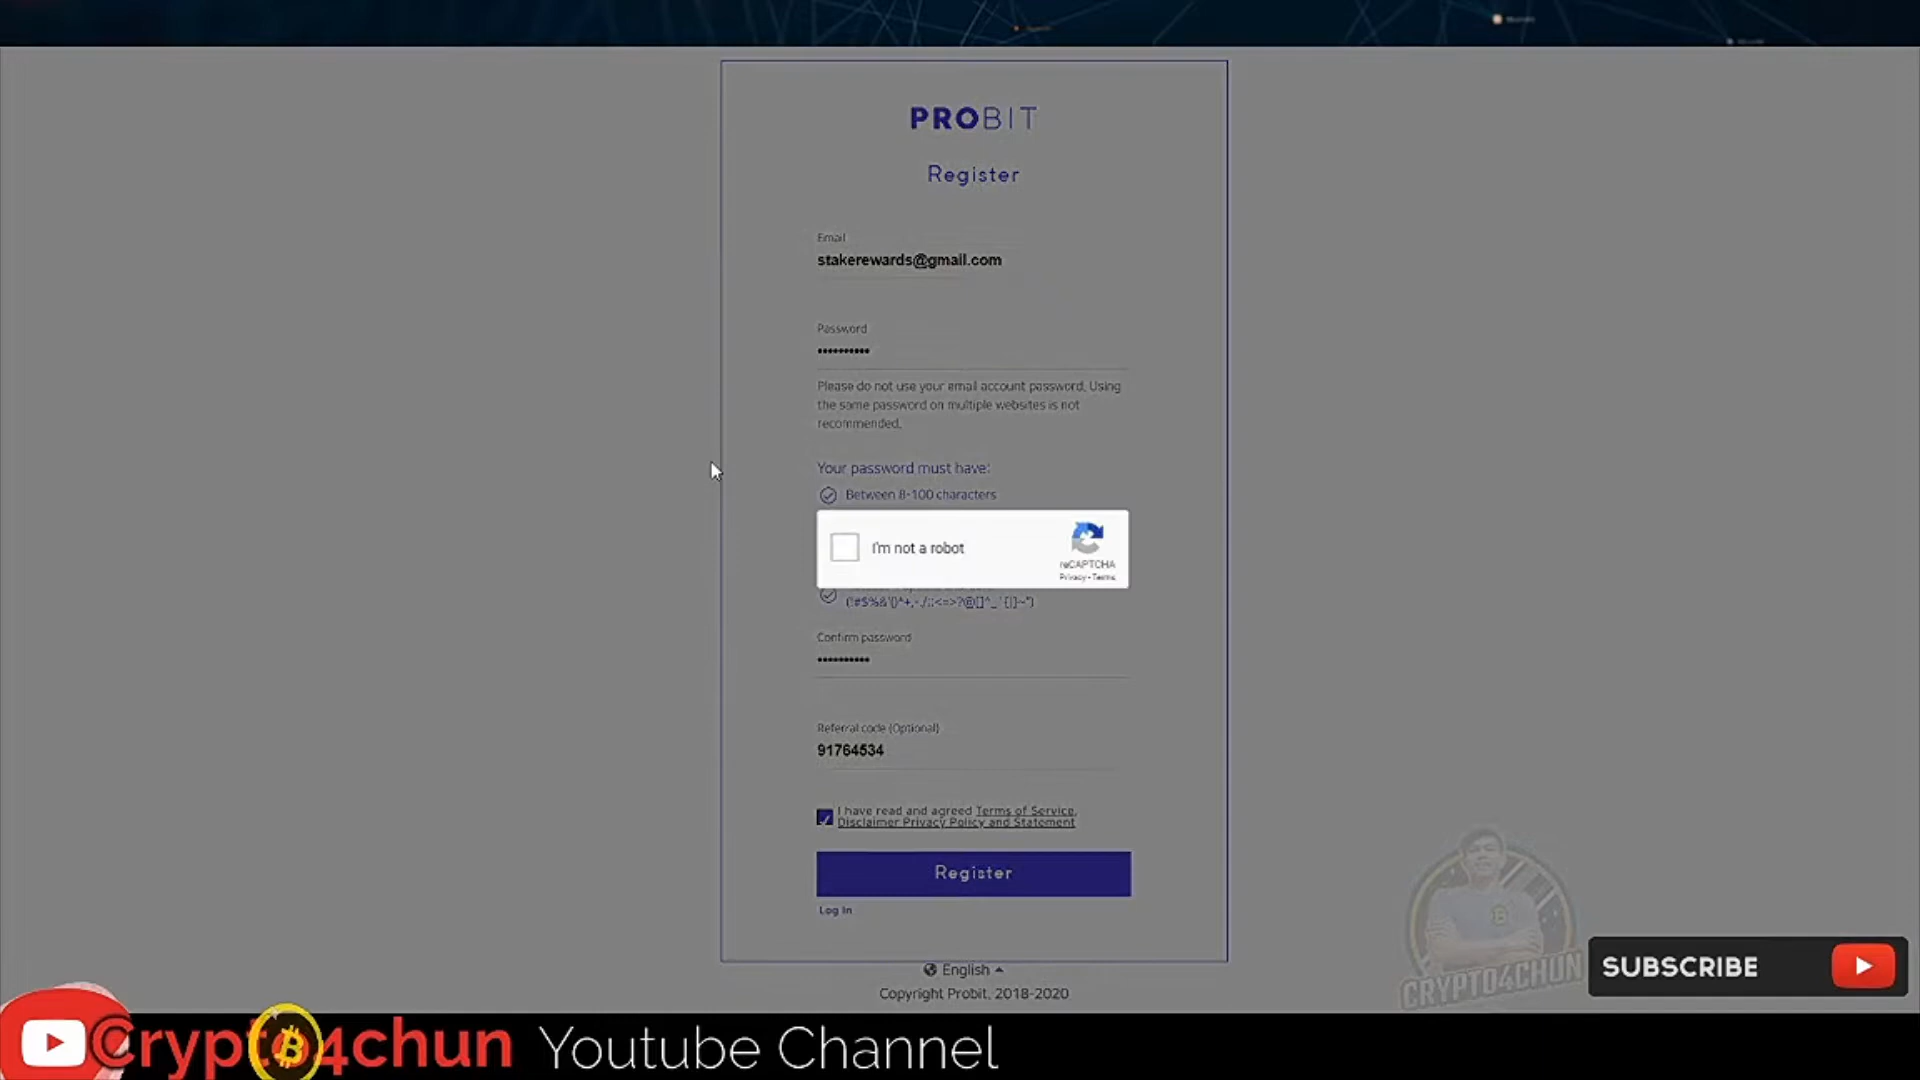 PROBIT
Register
Email
stakerewards@gmail.com
Password
Please do not use your email account password. Using
the same password on multiple websites is not
recommended.
Your password must have:
Between 8-100 characters
I'm not a robot
reCAPTCHA
Privacy - Terms
Confirm password
Referral code (Optional)
91764534
I have read and agreed Terms of Service,
Disclaimer Privacy Policy and Statement
Register
Log In
English
Copyright Probit, 2018-2020
CRYPTO4CHUN
SUBSCRIBE
Crypto4chun Youtube Channel